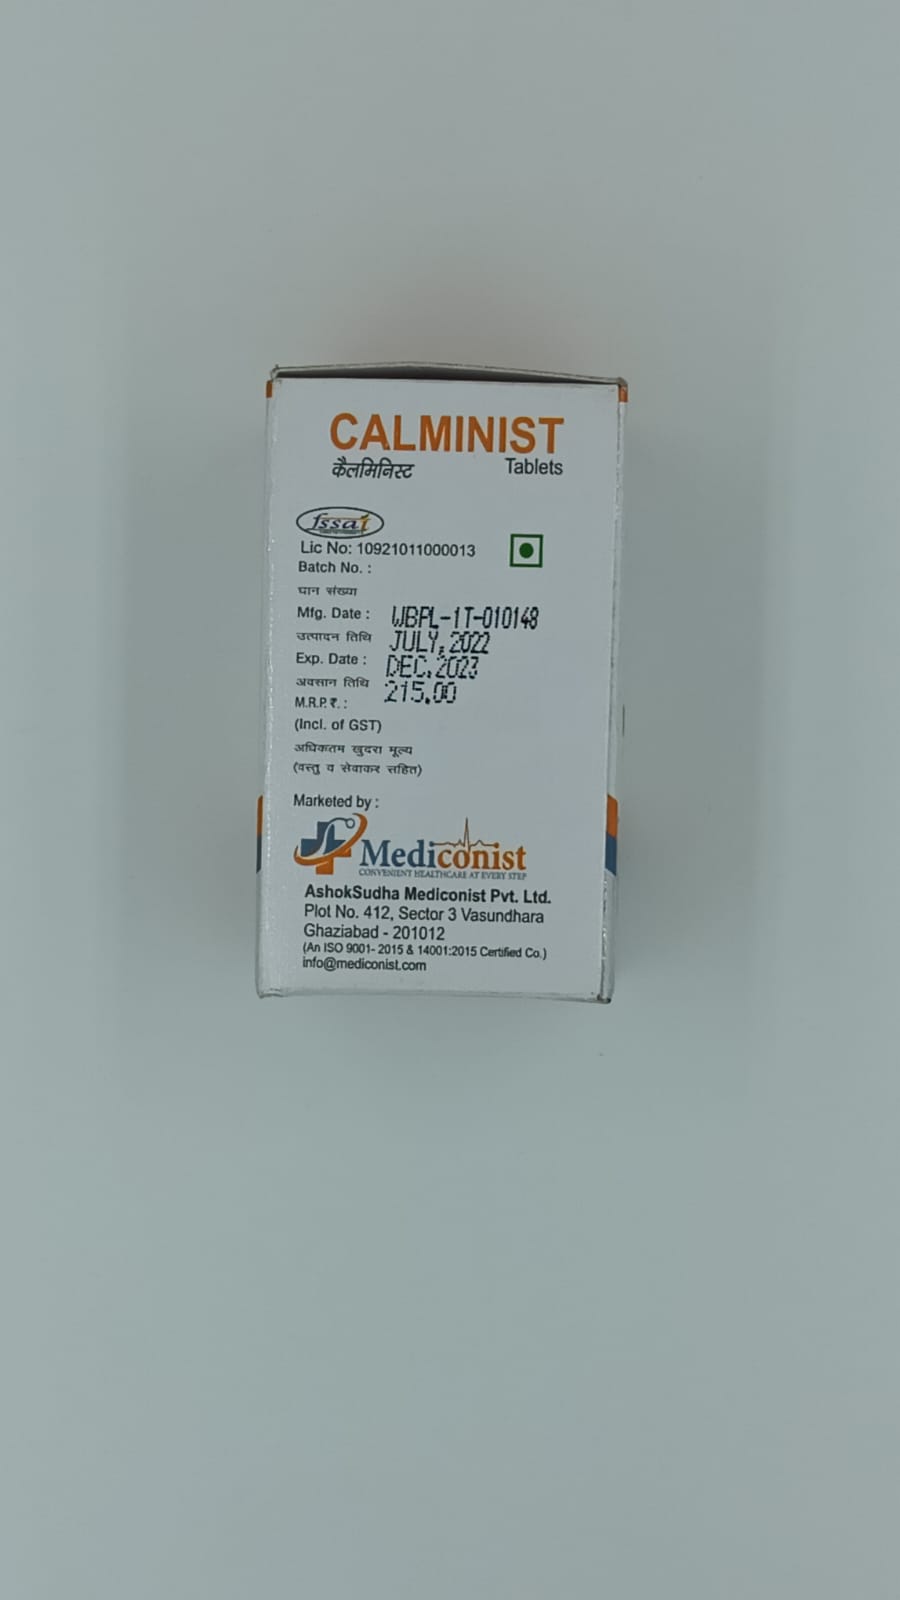 CALMINIST
कैलमिनिस्ट Tablets
fssai
Lic No: 10921011000013
Batch No. :
घान संख्या
Mfg. Date : WBPL-1T-010148
उत्पादन तिथि JULY, 2022
Exp. Date : DEC.2023
अवसान तिथि 215.00
M.R.P.₹. :
(Incl. of GST)
अधिकतम खुदरा मूल्य
(वस्तु व सेवाकर सहित)
Marketed by :
Mediconist
CONVENIENT HEALTHCARE AT EVERY STEP
AshokSudha Mediconist Pvt. Ltd.
Plot No. 412, Sector 3 Vasundhara
Ghaziabad - 201012
(An ISO 9001- 2015 & 14001:2015 Certified Co.)
info@mediconist.com